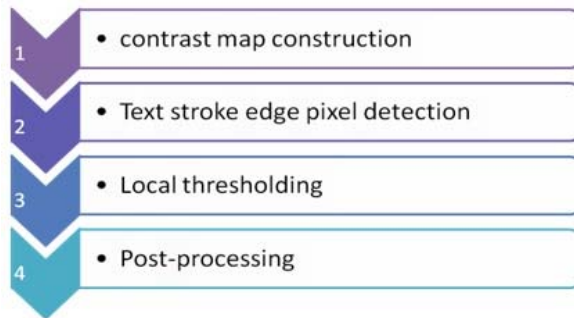 1 • contrast map construction
2 • Text stroke edge pixel detection
3 • Local thresholding
4 • Post-processing